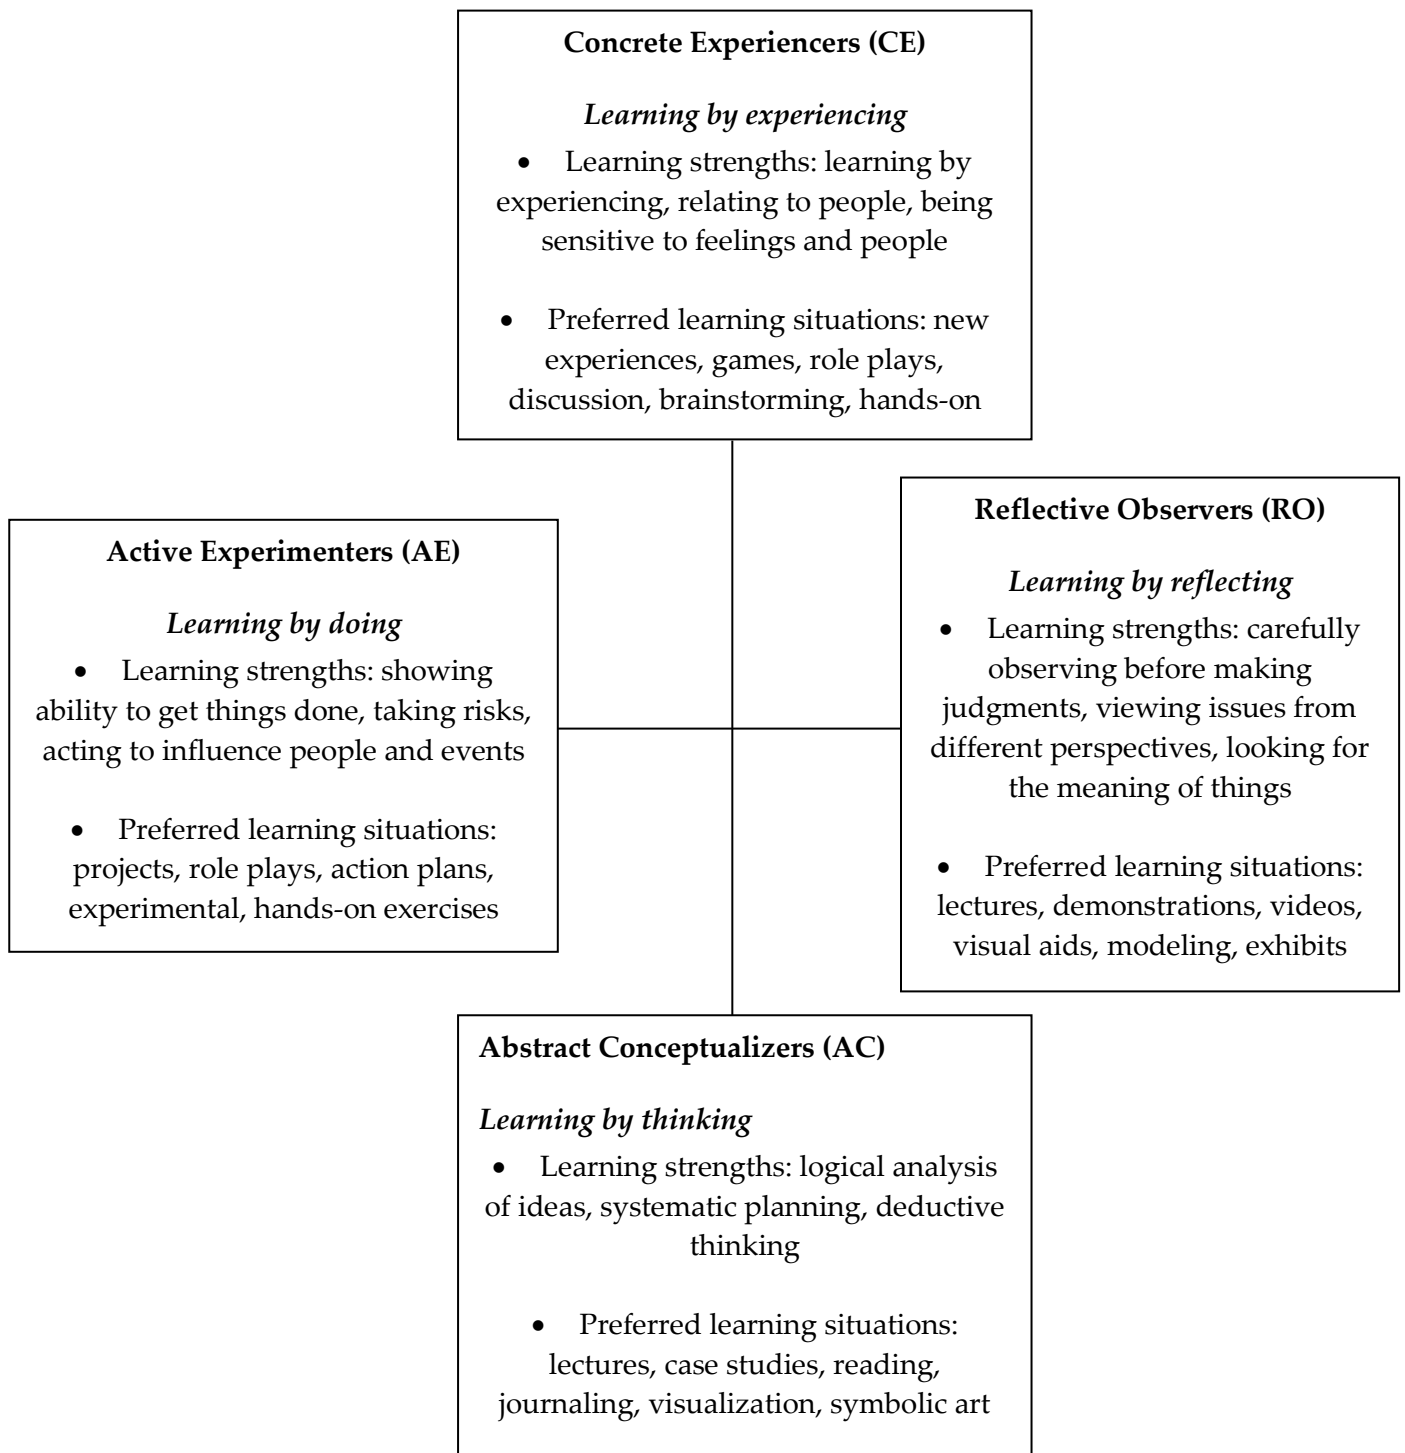 Concrete Experiencers (CE)
Learning by experiencing
• Learning strengths: learning by
experiencing, relating to people, being
sensitive to feelings and people
• Preferred learning situations: new
experiences, games, role plays,
discussion, brainstorming, hands-on
Active Experimenters (AE)
Learning by doing
• Learning strengths: showing
ability to get things done, taking risks,
acting to influence people and events
• Preferred learning situations:
projects, role plays, action plans,
experimental, hands-on exercises
Reflective Observers (RO)
Learning by reflecting
• Learning strengths: carefully
observing before making
judgments, viewing issues from
different perspectives, looking for
the meaning of things
• Preferred learning situations:
lectures, demonstrations, videos,
visual aids, modeling, exhibits
Abstract Conceptualizers (AC)
Learning by thinking
• Learning strengths: logical analysis
of ideas, systematic planning, deductive
thinking
• Preferred learning situations:
lectures, case studies, reading,
journaling, visualization, symbolic art